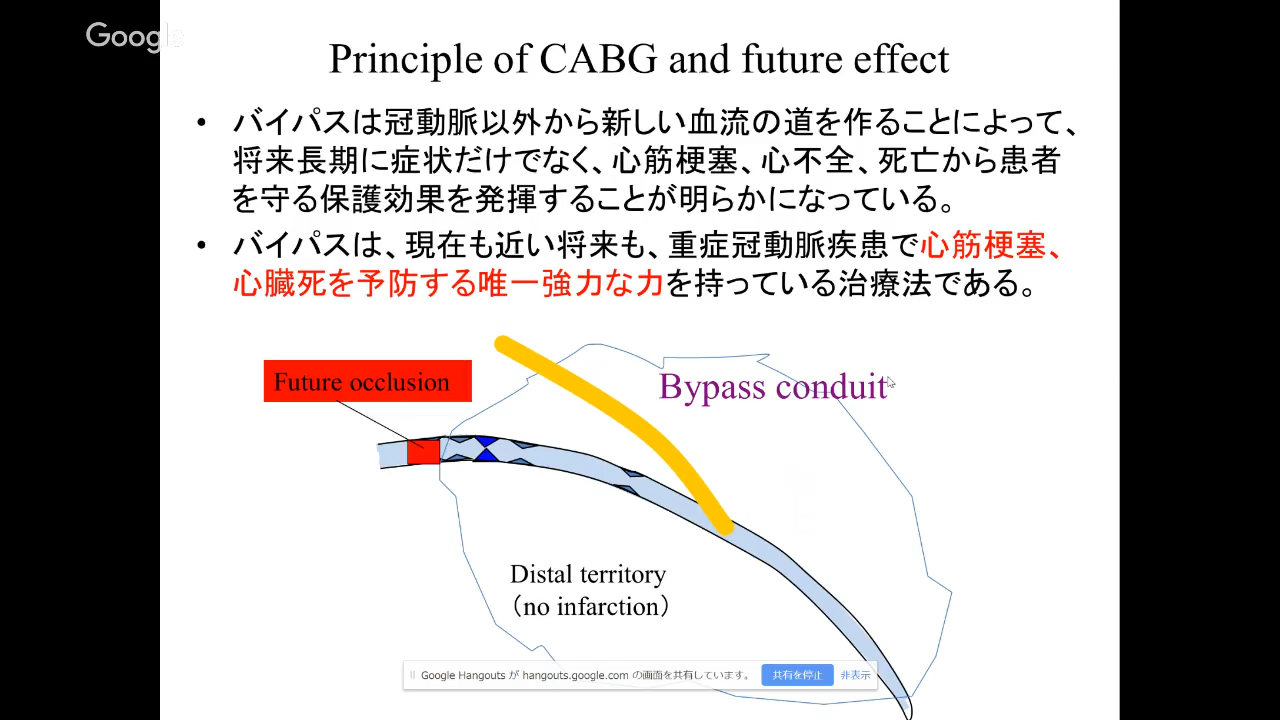 Google
Principle of CABG and future effect
• バイパスは冠動脈以外から新しい血流の道を作ることによって、
将来長期に症状だけでなく、心筋梗塞、心不全、死亡から患者
を守る保護効果を発揮することが明らかになっている。
• バイパスは、現在も近い将来も、重症冠動脈疾患で心筋梗塞、
心臓死を予防する唯一強力な力を持っている治療法である。
Future occlusion
Bypass conduit
Distal territory
（no infarction）
Google Hangouts が hangouts.google.com の画面を共有しています。 共有を停止 非表示